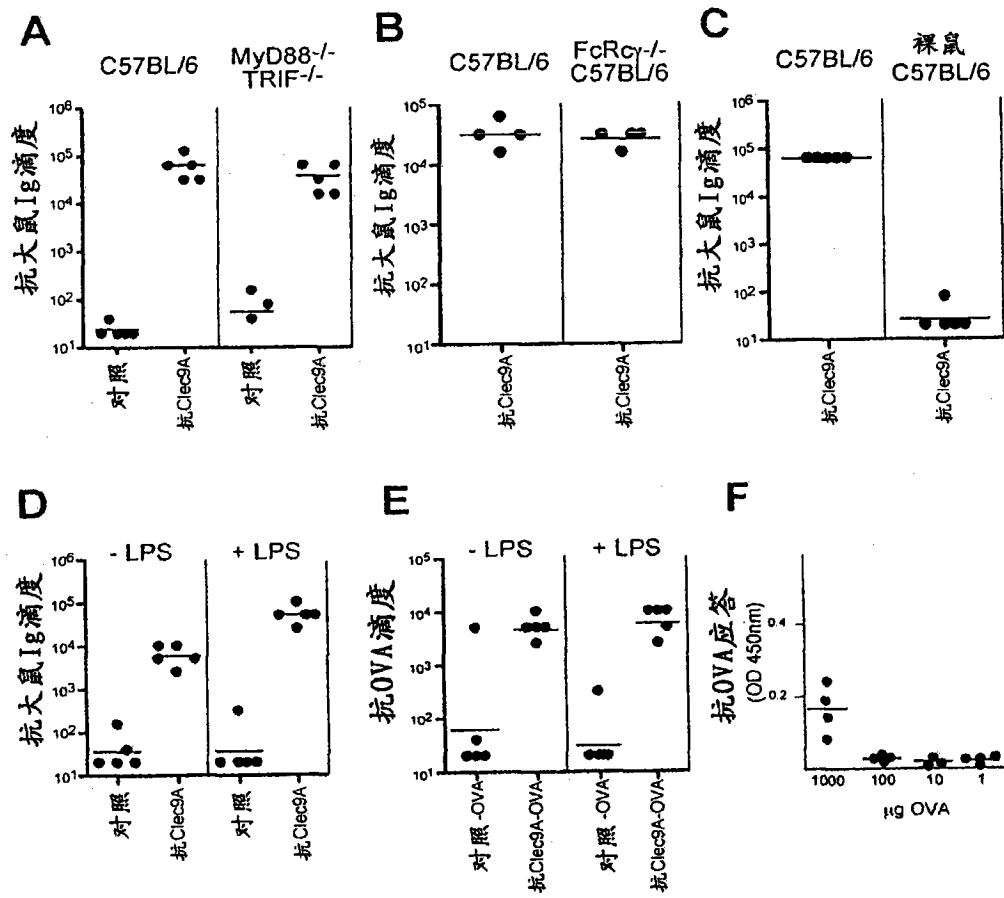 A
C57BL/6
MyD88-/-
TRIF-/-
抗大鼠Ig滴度
10⁶
10⁵
10⁴
10³
10²
10¹
对照
抗Clec9A
对照
抗Clec9A
B
C57BL/6
FcRcγ-/-
C57BL/6
抗大鼠Ig滴度
10⁵
10⁴
10³
10²
10¹
抗Clec9A
抗Clec9A
C
C57BL/6
裸鼠
C57BL/6
抗大鼠Ig滴度
10⁶
10⁵
10⁴
10³
10²
10¹
抗Clec9A
抗Clec9A
D
- LPS
+ LPS
抗大鼠Ig滴度
10⁶
10⁵
10⁴
10³
10²
10¹
对照
抗Clec9A
对照
抗Clec9A
E
- LPS
+ LPS
抗OVA滴度
10⁵
10⁴
10³
10²
10¹
对照-OVA
抗Clec9A-OVA
对照-OVA
抗Clec9A-OVA
F
抗OVA应答
(OD 450nm)
0.4
0.2
1000
100
10
1
μg OVA